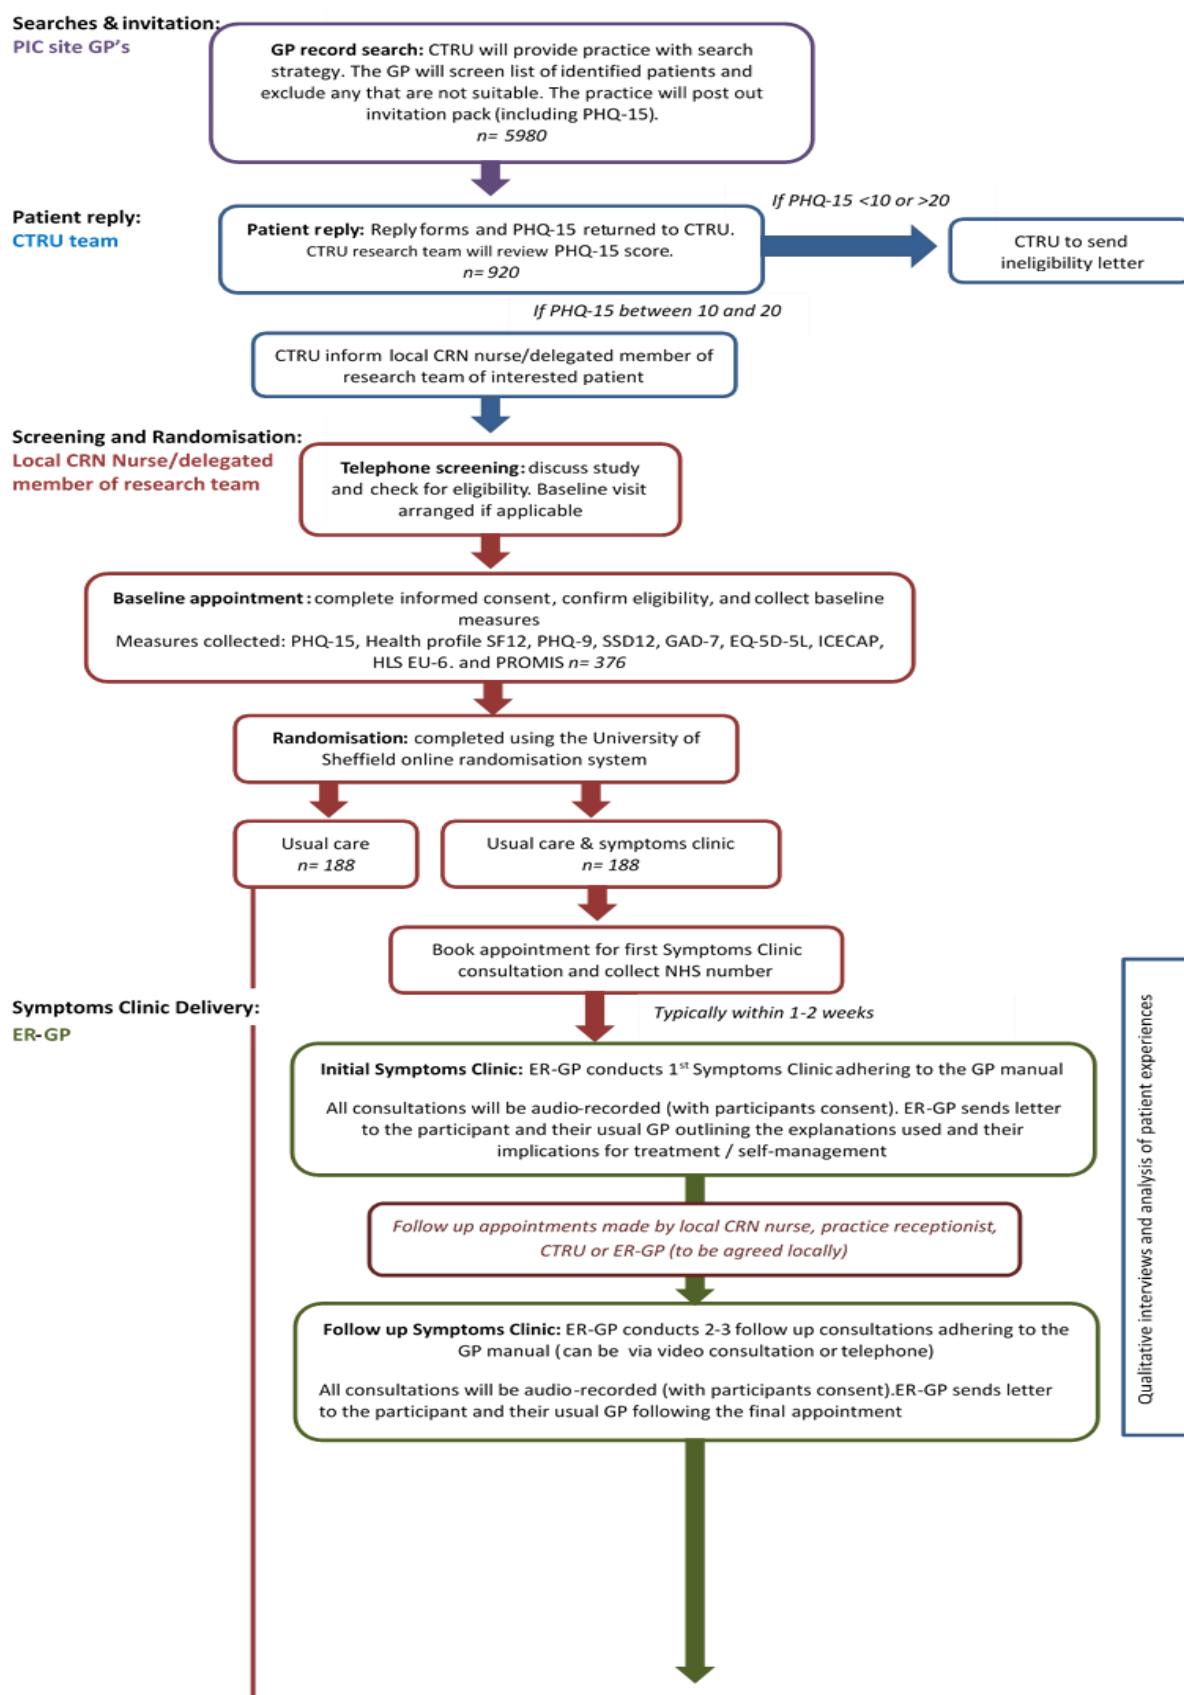 Searches & invitation:
PIC site GP's
GP record search: CTRU will provide practice with search
strategy. The GP will screen list of identified patients and
exclude any that are not suitable. The practice will post out
invitation pack (including PHQ-15).
n= 5980
If PHQ-15 <10 or >20
Patient reply:
CTRU team
Patient reply: Reply forms and PHQ-15 returned to CTRU.
CTRU research team will review PHQ-15 score.
n= 920
CTRU to send
ineligibility letter
If PHQ-15 between 10 and 20
CTRU inform local CRN nurse/delegated member of
research team of interested patient
Screening and Randomisation:
Local CRN Nurse/delegated
member of research team
Telephone screening: discuss study
and check for eligibility. Baseline visit
arranged if applicable
Baseline appointment: complete informed consent, confirm eligibility, and collect baseline
measures
Measures collected: PHQ-15, Health profile SF12, PHQ-9, SSD12, GAD-7, EQ-5D-5L, ICECAP,
HLS EU-6. and PROMIS n= 376
Randomisation: completed using the University of
Sheffield online randomisation system
Usual care
n= 188
Usual care & symptoms clinic
n= 188
Book appointment for first Symptoms Clinic
consultation and collect NHS number
Typically within 1-2 weeks
Symptoms Clinic Delivery:
ER-GP
Initial Symptoms Clinic: ER-GP conducts 1st Symptoms Clinic adhering to the GP manual
All consultations will be audio-recorded (with participants consent). ER-GP sends letter
to the participant and their usual GP outlining the explanations used and their
implications for treatment / self-management
Follow up appointments made by local CRN nurse, practice receptionist,
CTRU or ER-GP (to be agreed locally)
Follow up Symptoms Clinic: ER-GP conducts 2-3 follow up consultations adhering to the
GP manual (can be via video consultation or telephone)
All consultations will be audio-recorded (with participants consent).ER-GP sends letter
to the participant and their usual GP following the final appointment
Qualitative interviews and analysis of patient experiences